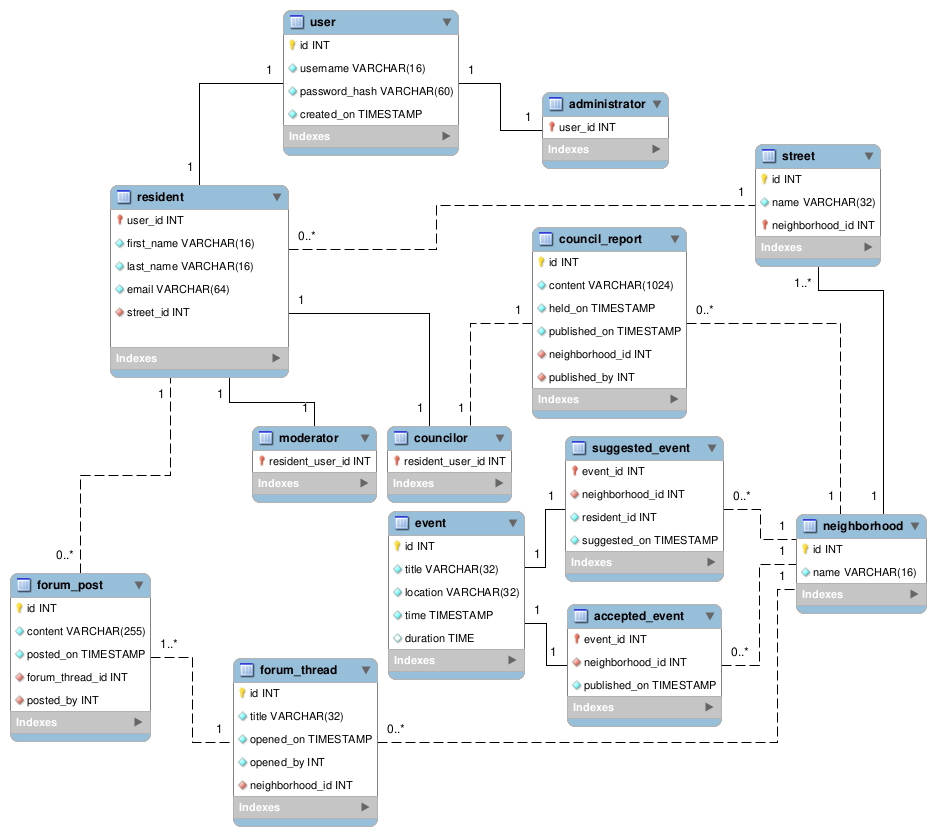 user
id INT
username VARCHAR(16)
password_hash VARCHAR(60)
created_on TIMESTAMP
Indexes
1
1
administrator
user_id INT
Indexes
1
street
id INT
name VARCHAR(32)
neighborhood_id INT
Indexes
1
1..*
resident
user_id INT
first_name VARCHAR(16)
last_name VARCHAR(16)
email VARCHAR(64)
street_id INT
Indexes
1
0..*
1
1
1
council_report
id INT
content VARCHAR(1024)
held_on TIMESTAMP
published_on TIMESTAMP
neighborhood_id INT
published_by INT
Indexes
1
0..*
moderator
resident_user_id INT
Indexes
1
councilor
resident_user_id INT
Indexes
1
1
suggested_event
event_id INT
neighborhood_id INT
resident_id INT
suggested_on TIMESTAMP
Indexes
1
0..*
event
id INT
title VARCHAR(32)
location VARCHAR(32)
time TIMESTAMP
duration TIME
Indexes
1
1
neighborhood
id INT
name VARCHAR(16)
Indexes
1
1
1
1
1
accepted_event
event_id INT
neighborhood_id INT
published_on TIMESTAMP
Indexes
1
0..*
forum_post
id INT
content VARCHAR(255)
posted_on TIMESTAMP
forum_thread_id INT
posted_by INT
Indexes
0..*
1..*
forum_thread
id INT
title VARCHAR(32)
opened_on TIMESTAMP
opened_by INT
neighborhood_id INT
Indexes
1
0..*